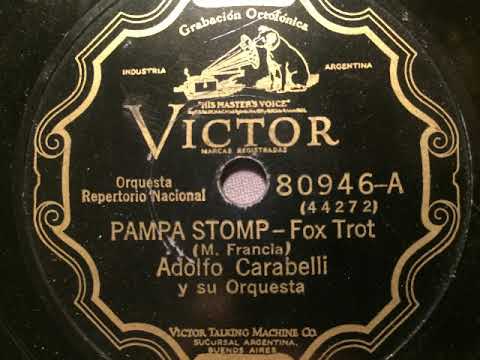 Grabación Ortofónica
INDUSTRIA ARGENTINA
"HIS MASTER'S VOICE"
VICTOR
MARCAS REGISTRADAS
Orquesta
Repertorio Nacional
80946-A
(44272)
PAMPA STOMP-Fox Trot
(M. Francia)
Adolfo Carabelli
y su Orquesta
VICTOR TALKING MACHINE CO.
SUCURSAL ARGENTINA,
BUENOS AIRES